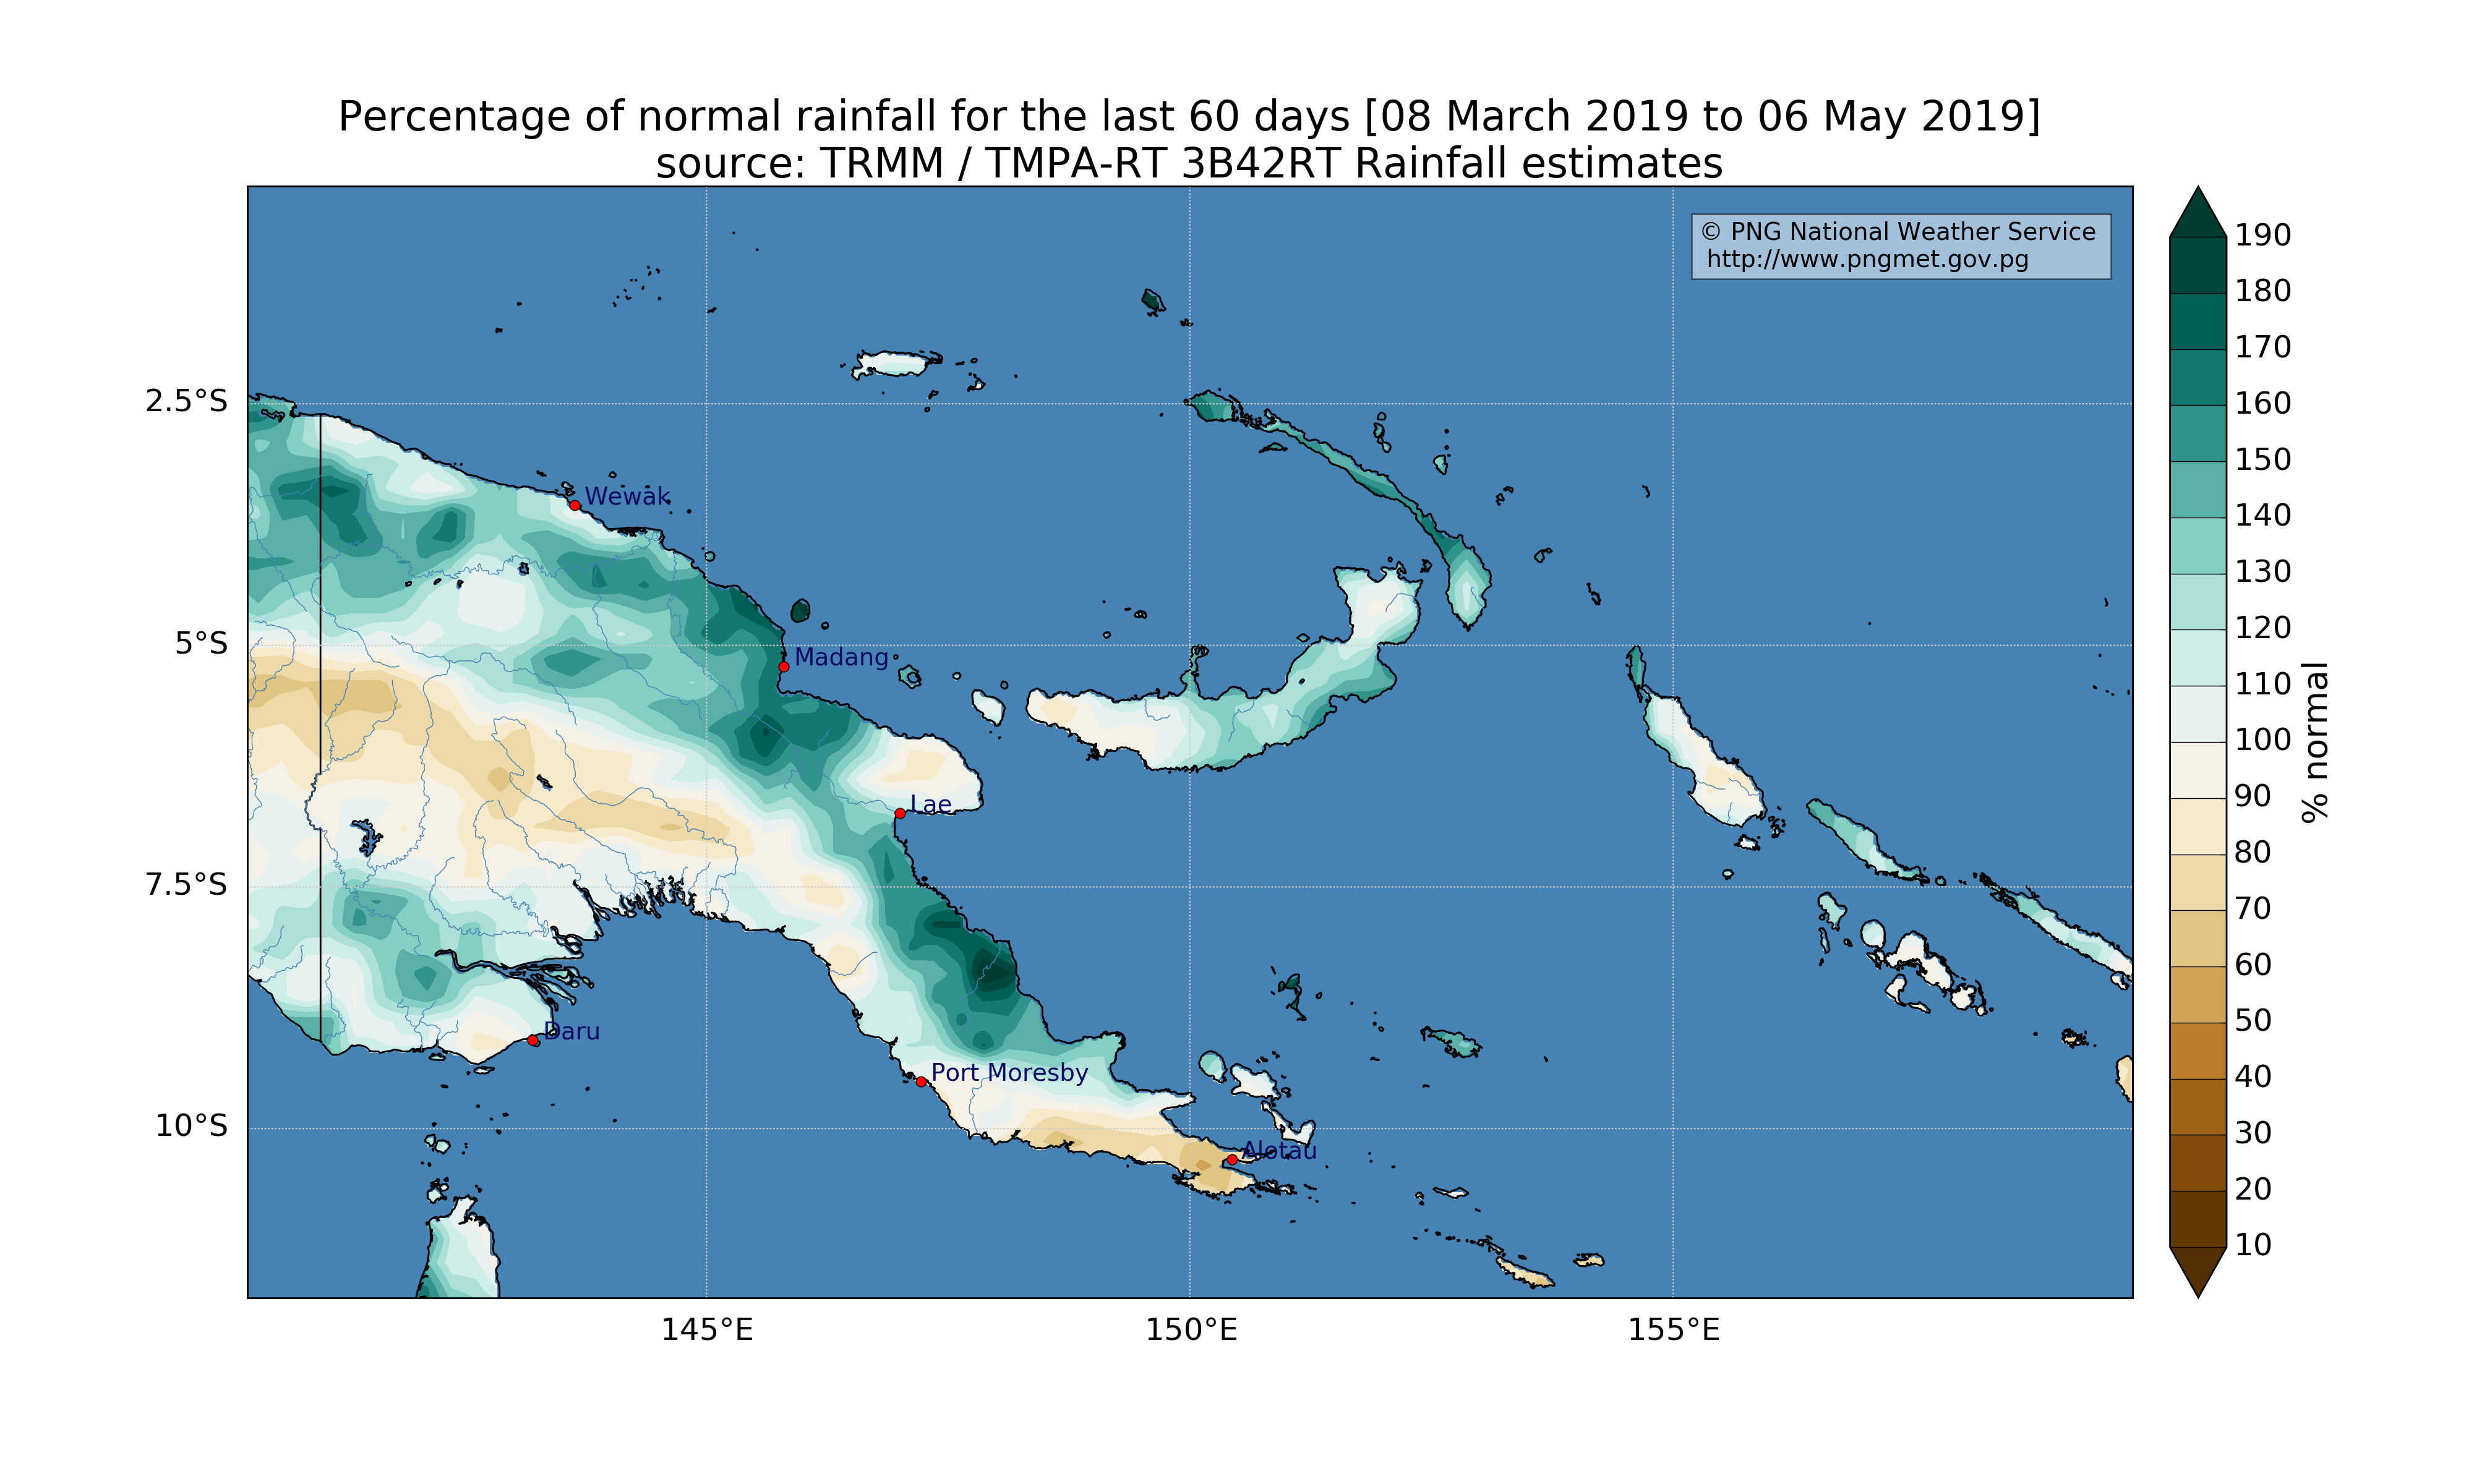 Percentage of normal rainfall for the last 60 days [08 March 2019 to 06 May 2019]
source: TRMM / TMPA-RT 3B42RT Rainfall estimates
© PNG National Weather Service
http://www.pngmet.gov.pg
2.5°S
5°S
7.5°S
10°S
Wewak
Madang
Lae
Daru
Port Moresby
Alotau
145°E
150°E
155°E
190
180
170
160
150
140
130
120
110
100
90
80
70
60
50
40
30
20
10
% normal